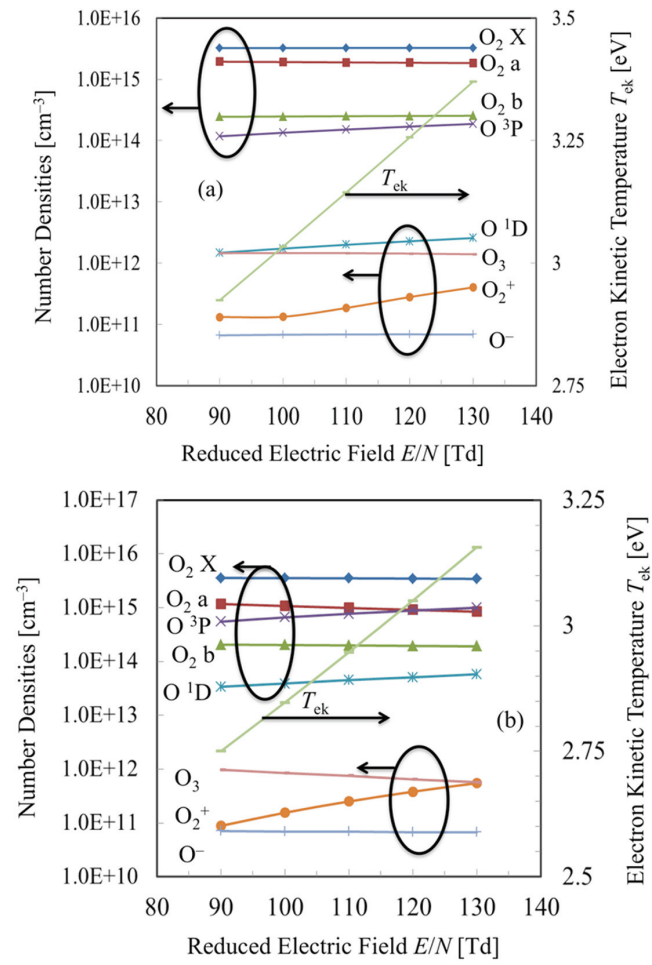 1.0E+16
1.0E+15
1.0E+14
1.0E+13
1.0E+12
1.0E+11
1.0E+10
Number Densities [cm⁻³]
3.5
3.25
3
2.75
Electron Kinetic Temperature Tek [eV]
O₂ X
O₂ a
O₂ b
O ³P
(a)
Tek
O ¹D
O₃
O₂⁺
O⁻
80 90 100 110 120 130 140
Reduced Electric Field E/N [Td]
1.0E+17
1.0E+16
1.0E+15
1.0E+14
1.0E+13
1.0E+12
1.0E+11
1.0E+10
Number Densities [cm⁻³]
3.25
3
2.75
2.5
Electron Kinetic Temperature Tek [eV]
O₂ X
O₂ a
O ³P
O₂ b
O ¹D
Tek
(b)
O₃
O₂⁺
O⁻
80 90 100 110 120 130 140
Reduced Electric Field E/N [Td]